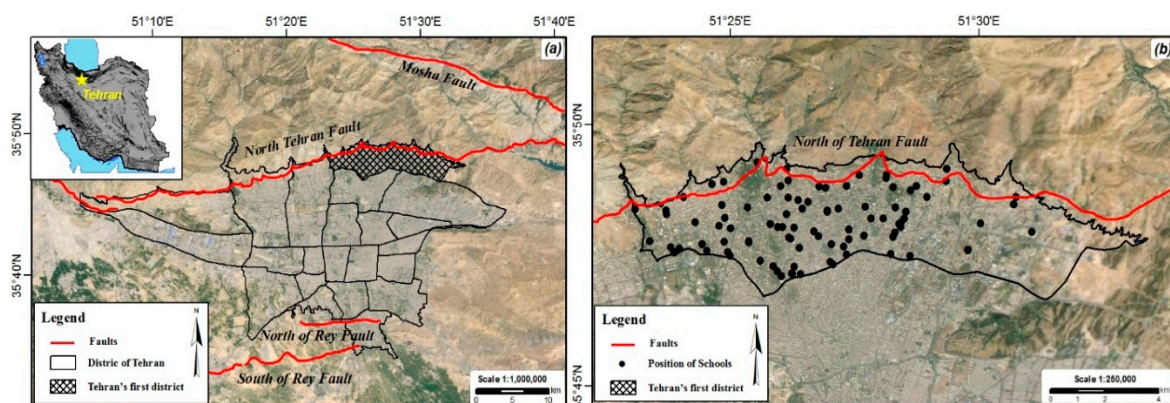 51°10'E
51°20'E
51°30'E
51°40'E
(a)
Tehran
Mosha Fault
North Tehran Fault
35°50'N
35°40'N
North of Rey Fault
South of Rey Fault
Legend
Faults
Distric of Tehran
Tehran's first district
N
Scale 1:1,000,000
0 5 10
km
51°25'E
51°30'E
(b)
North of Tehran Fault
35°50'N
35°45'N
Legend
Faults
Position of Schools
Tehran's first district
N
Scale 1:250,000
0 1 2 4
km